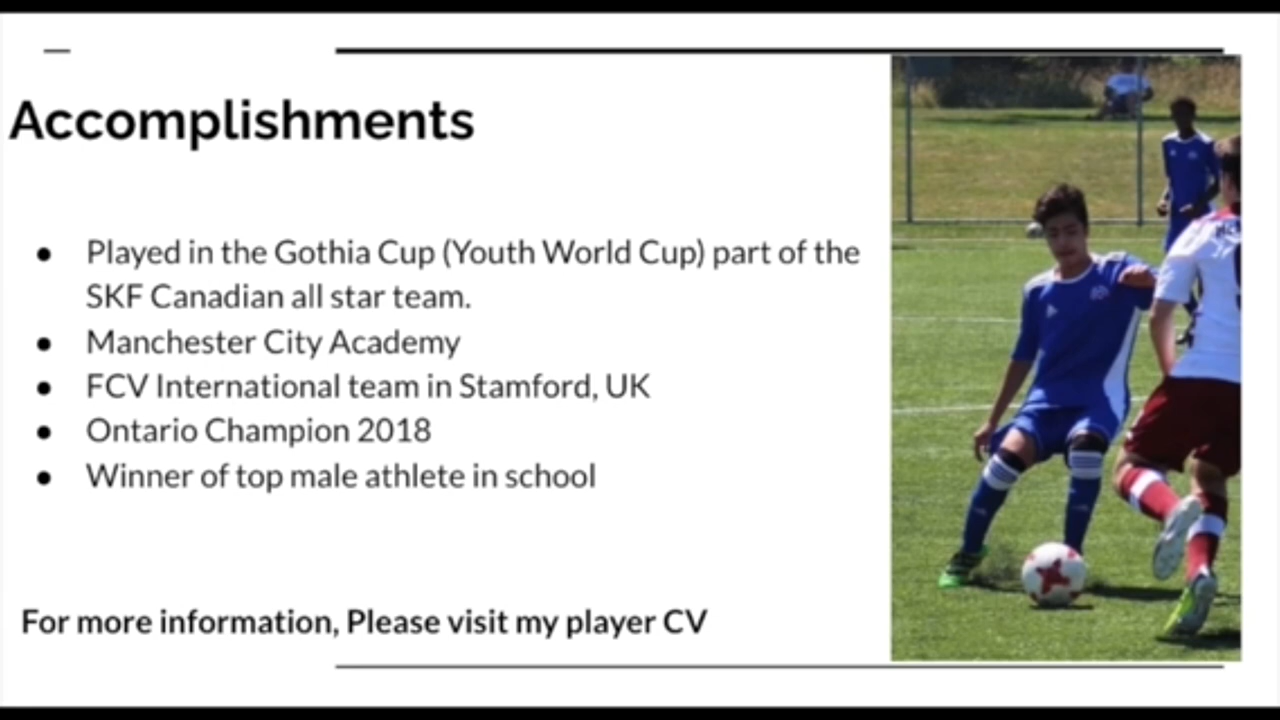 Accomplishments
● Played in the Gothia Cup (Youth World Cup) part of the
SKF Canadian all star team.
● Manchester City Academy
● FCV International team in Stamford, UK
● Ontario Champion 2018
● Winner of top male athlete in school
For more information, Please visit my player CV